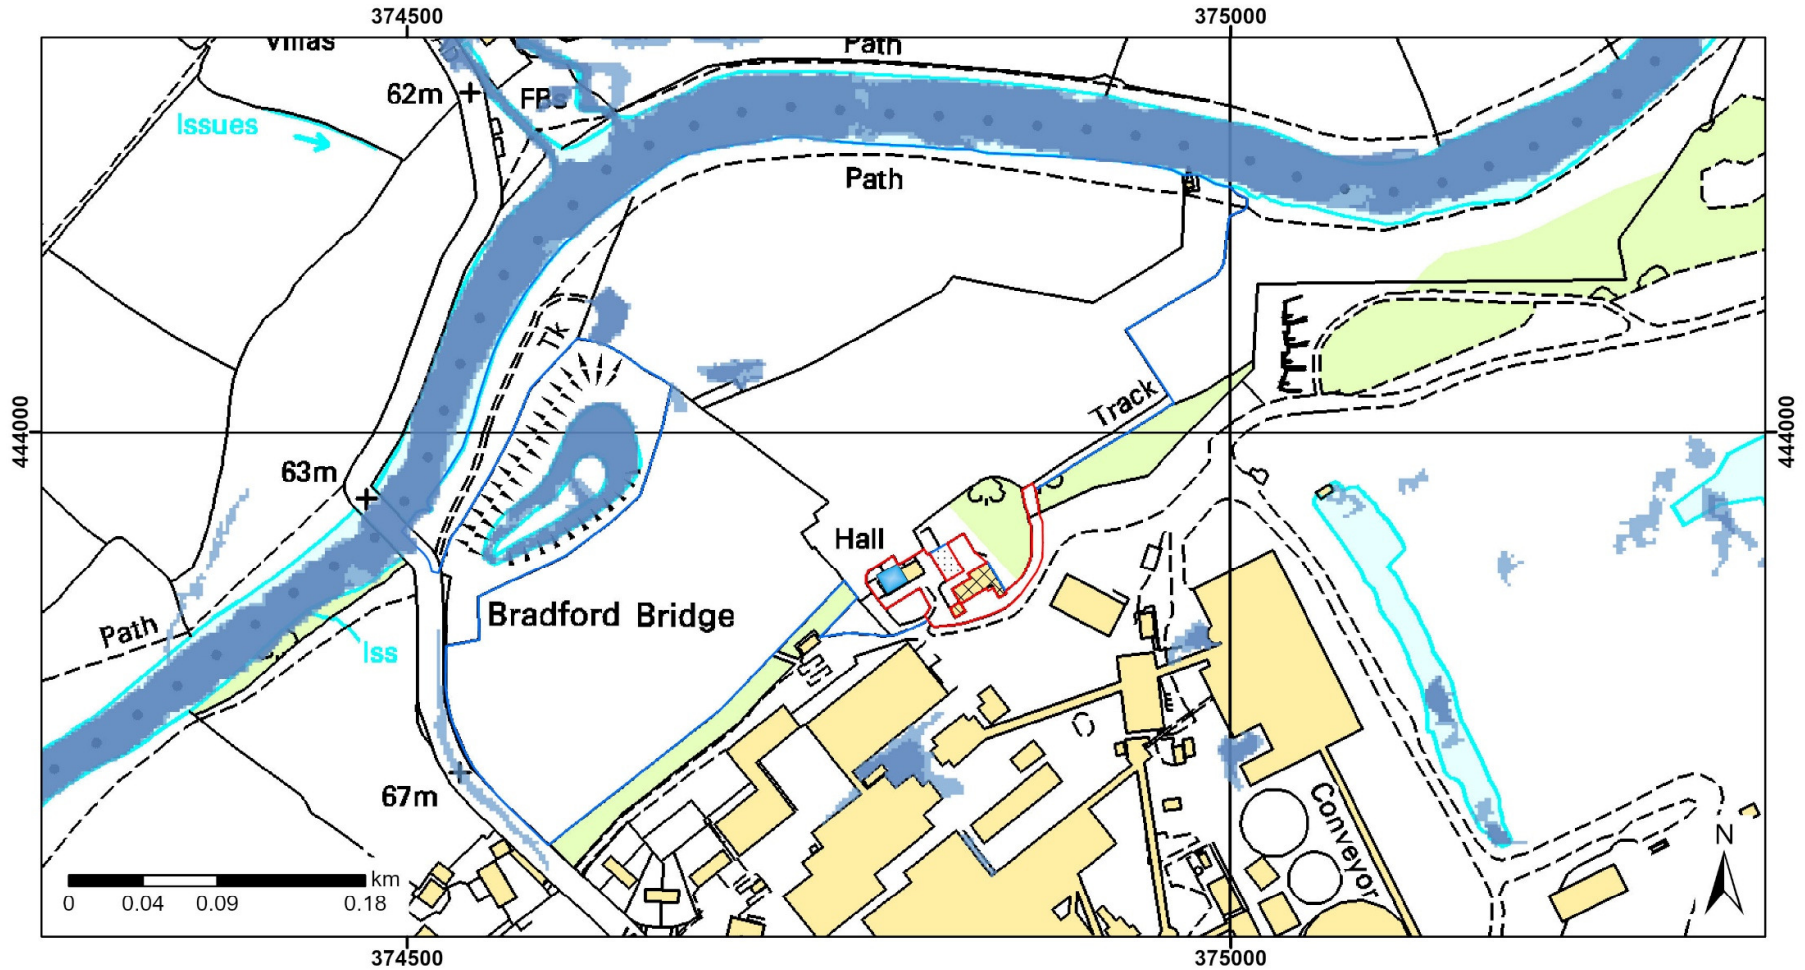 374500
375000
Villas
Path
62m
FBs
Issues
Path
Tk
Track
444000
444000
63m
Hall
Bradford Bridge
Path
Iss
67m
Conveyor
N
km
0
0.04
0.09
0.18
374500
375000